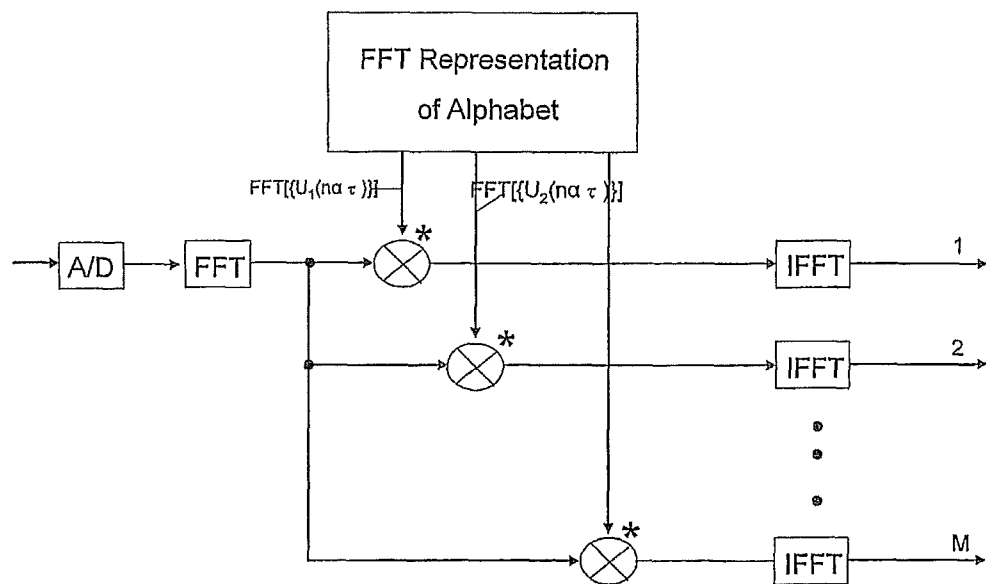 FFT Representation
of Alphabet
FFT[{U₁(nα τ)}]
FFT[{U₂(nα τ)}]
*
A/D
FFT
IFFT
1
*
IFFT
2
*
IFFT
M